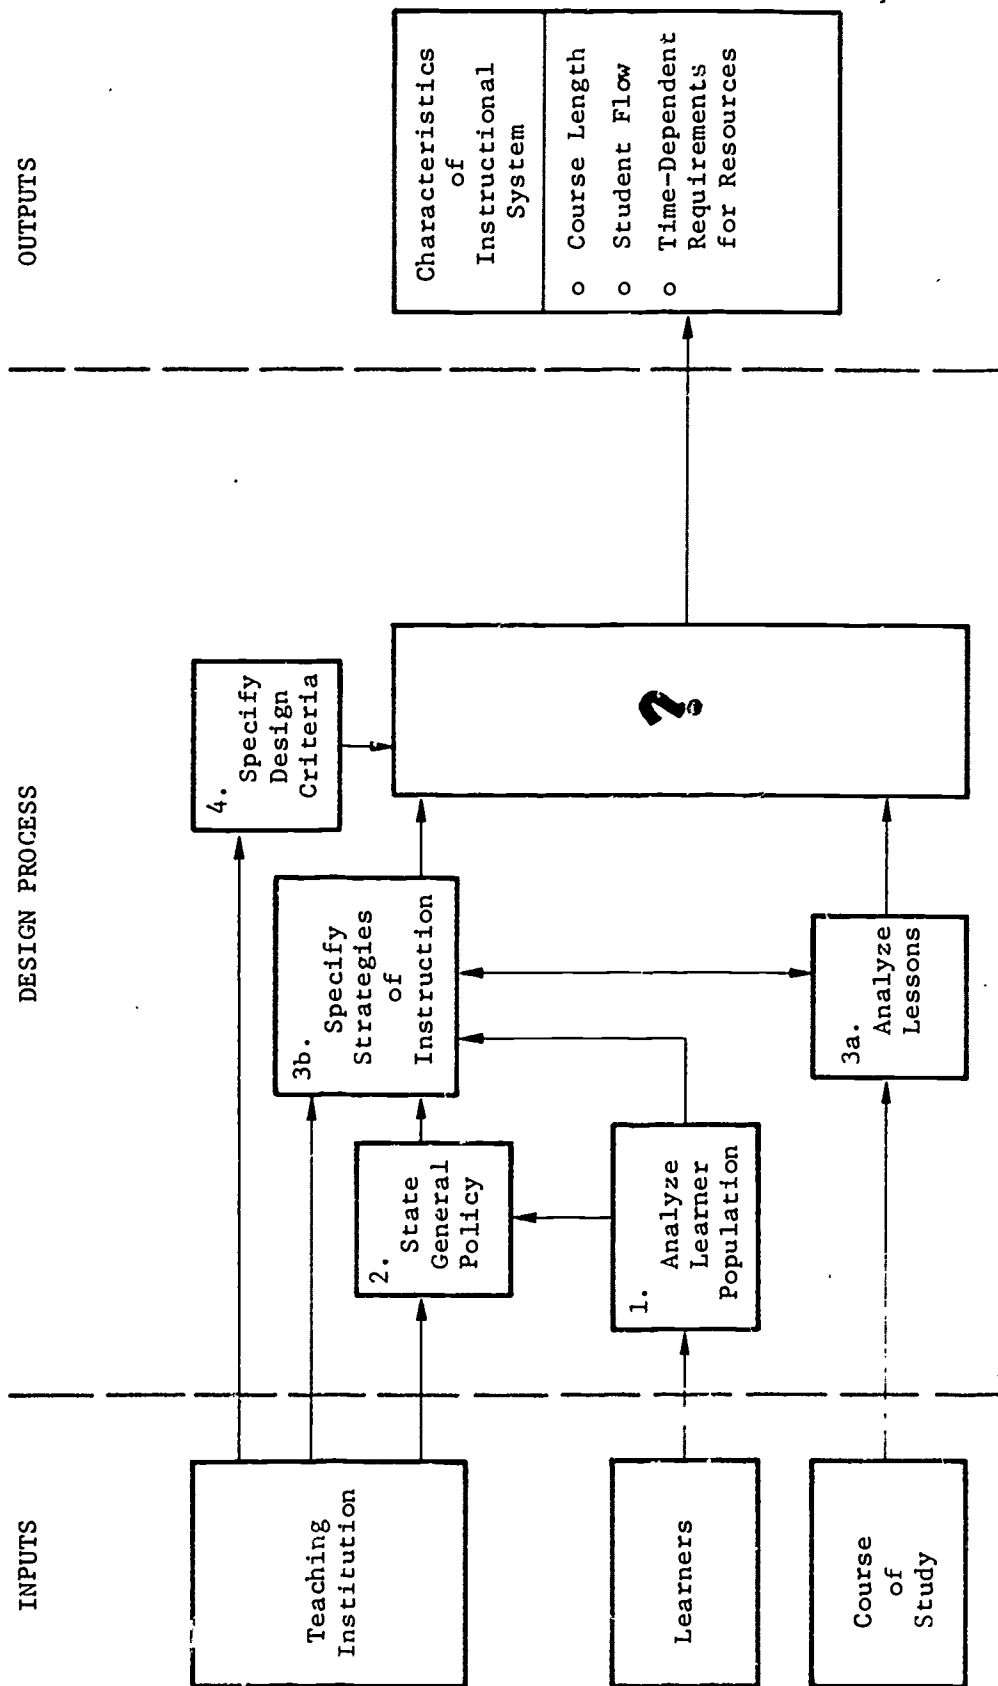 INPUTS
DESIGN PROCESS
OUTPUTS
Teaching
Institution
Learners
Course
of
Study
2.
State
General
Policy
1.
Analyze
Learner
Population
3b.
Specify
Strategies
of
Instruction
3a.
Analyze
Lessons
4.
Specify
Design
Criteria
?
Characteristics
of
Instructional
System
o Course Length
o Student Flow
o Time-Dependent
Requirements
for Resources